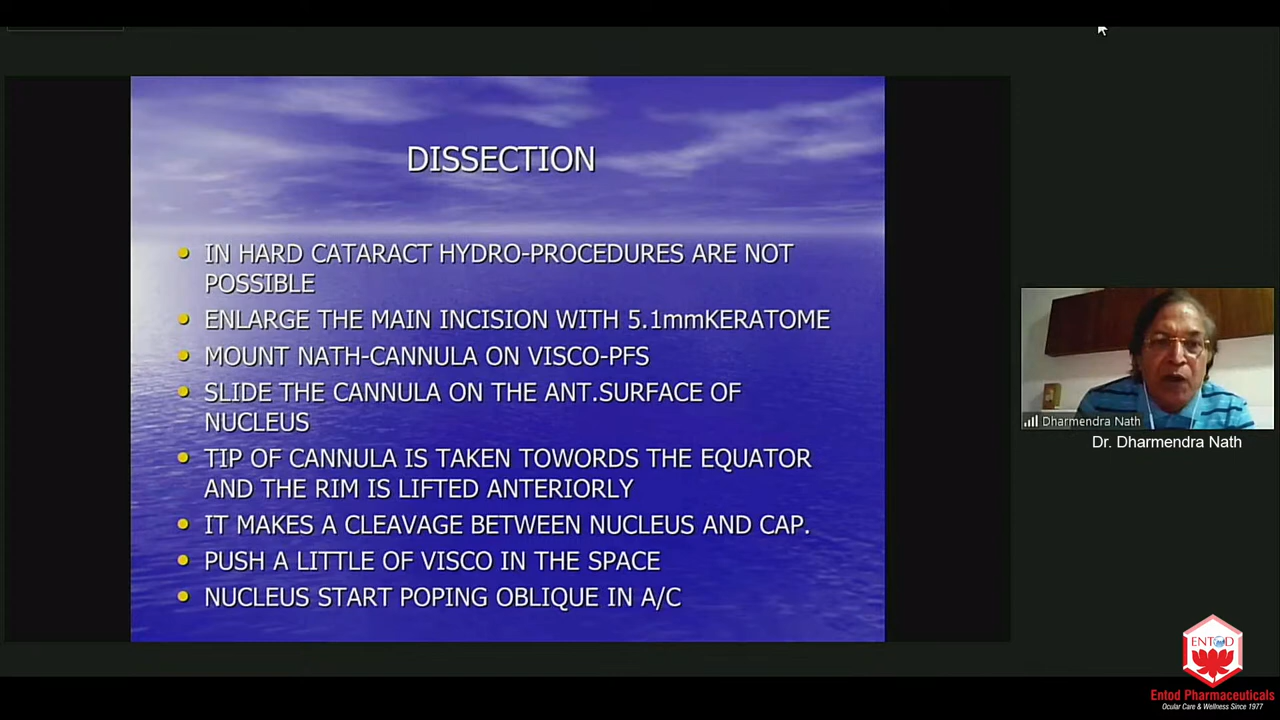 DISSECTION
IN HARD CATARACT HYDRO-PROCEDURES ARE NOT
POSSIBLE
ENLARGE THE MAIN INCISION WITH 5.1mmKERATOME
MOUNT NATH-CANNULA ON VISCO-PFS
SLIDE THE CANNULA ON THE ANT.SURFACE OF
NUCLEUS
TIP OF CANNULA IS TAKEN TOWORDS THE EQUATOR
AND THE RIM IS LIFTED ANTERIORLY
IT MAKES A CLEAVAGE BETWEEN NUCLEUS AND CAP.
PUSH A LITTLE OF VISCO IN THE SPACE
NUCLEUS START POPING OBLIQUE IN A/C
Dharmendra Nath
Dr. Dharmendra Nath
ENTOD
Entod Pharmaceuticals
Ocular Care & Wellness Since 1977